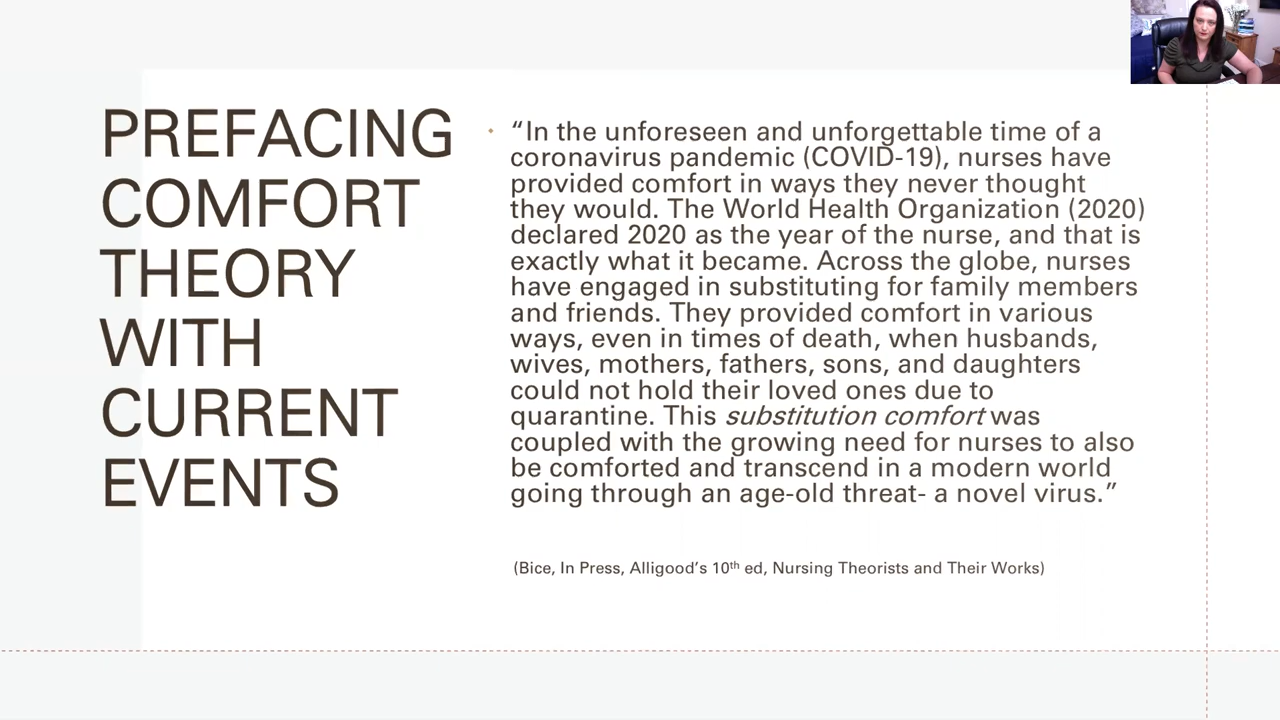 PREFACING
COMFORT
THEORY
WITH
CURRENT
EVENTS
“In the unforeseen and unforgettable time of a
coronavirus pandemic (COVID-19), nurses have
provided comfort in ways they never thought
they would. The World Health Organization (2020)
declared 2020 as the year of the nurse, and that is
exactly what it became. Across the globe, nurses
have engaged in substituting for family members
and friends. They provided comfort in various
ways, even in times of death, when husbands,
wives, mothers, fathers, sons, and daughters
could not hold their loved ones due to
quarantine. This substitution comfort was
coupled with the growing need for nurses to also
be comforted and transcend in a modern world
going through an age-old threat- a novel virus.”
(Bice, In Press, Alligood’s 10th ed, Nursing Theorists and Their Works)